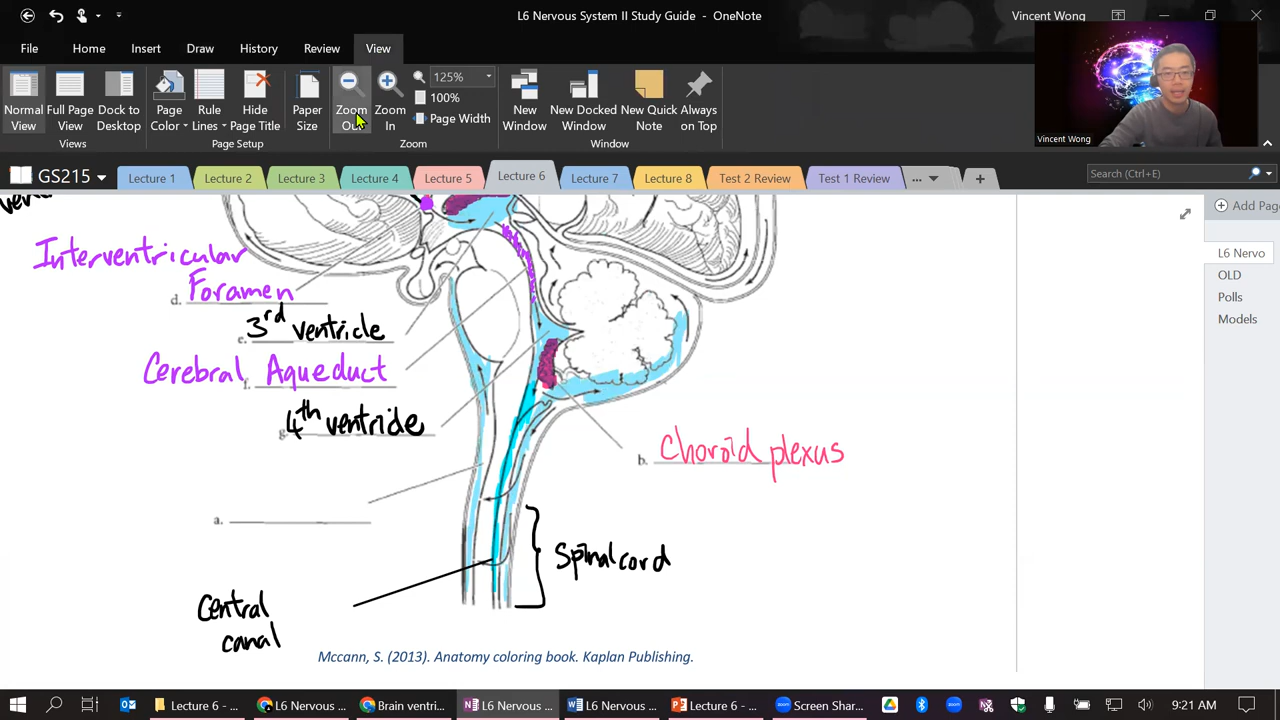 L6 Nervous System II Study Guide - OneNote
Vincent Wong
File Home Insert Draw History Review View
Normal View
Full Page View
Dock to Desktop
Views
Page Color
Rule Lines
Hide Page Title
Page Setup
Paper Size
Zoom Out
Zoom In
125%
100%
Page Width
Zoom
New Window
New Docked Window
New Quick Note
Always on Top
Window
Vincent Wong
GS215
Lecture 1 Lecture 2 Lecture 3 Lecture 4 Lecture 5 Lecture 6 Lecture 7 Lecture 8 Test 2 Review Test 1 Review ...
Search (Ctrl+E)
Add Pag
L6 Nervo
OLD
Polls
Models
Interventricular
d. Foramen
3rd ventricle
Cerebral Aqueduct
f.
4th ventricle
g.
b. Choroid plexus
a.
Spinal cord
Central
canal
Mccann, S. (2013). Anatomy coloring book. Kaplan Publishing.
Lecture 6 - ... L6 Nervous ... Brain ventri... L6 Nervous ... L6 Nervous ... Lecture 6 - ... Screen Shar... 9:21 AM